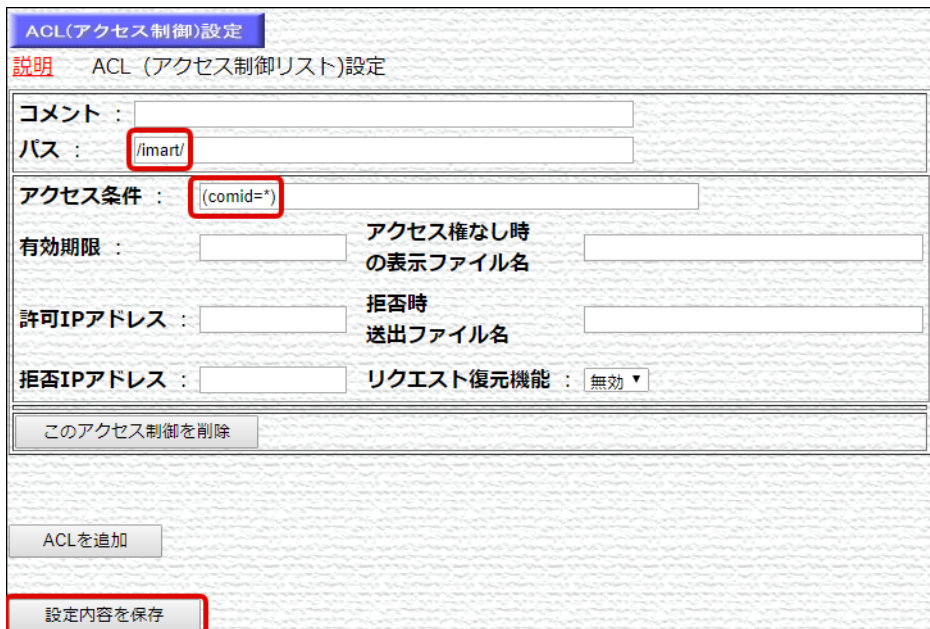 ACL(アクセス制御)設定
説明 ACL (アクセス制御リスト)設定
コメント :
パス : /imart/
アクセス条件 : (comid=*)
有効期限 : アクセス権なし時
の表示ファイル名
許可IPアドレス : 拒否時
送出ファイル名
拒否IPアドレス : リクエスト復元機能 : 無効▼
このアクセス制御を削除
ACLを追加
設定内容を保存